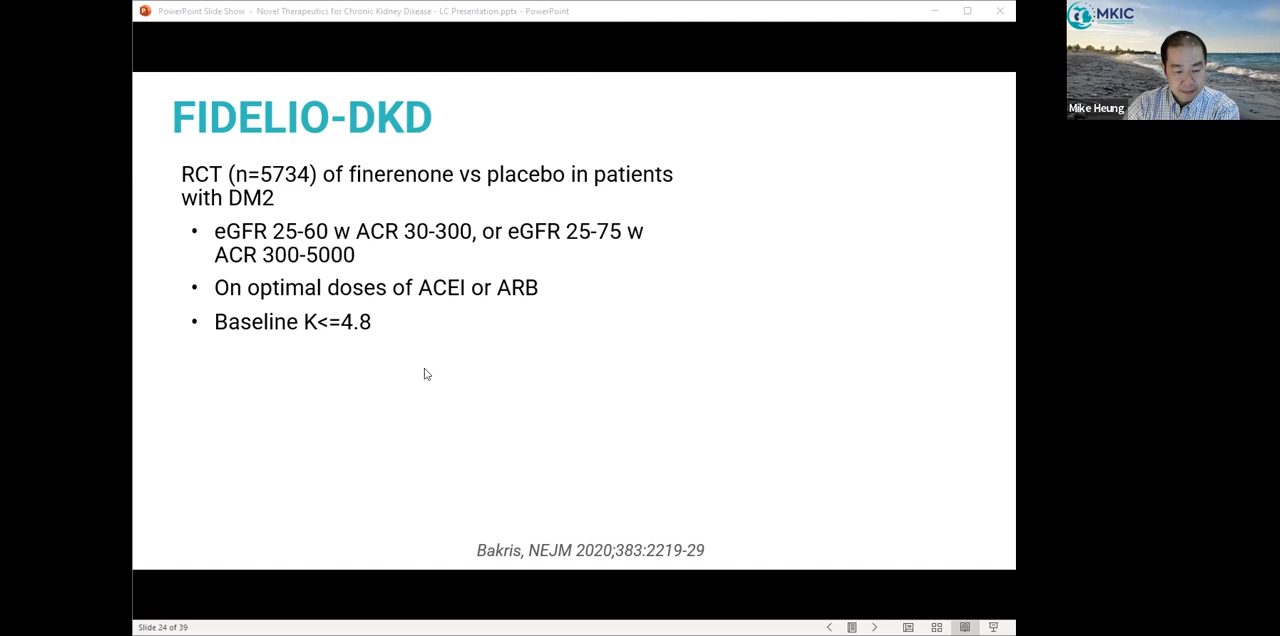 PowerPoint Slide Show - Novel Therapeutics for Chronic Kidney Disease - LC Presentation.pptx - PowerPoint
MKIC
Mike Heung
FIDELIO-DKD
RCT (n=5734) of finerenone vs placebo in patients
with DM2
• eGFR 25-60 w ACR 30-300, or eGFR 25-75 w
ACR 300-5000
• On optimal doses of ACEI or ARB
• Baseline K<=4.8
Bakris, NEJM 2020;383:2219-29
Slide 24 of 39